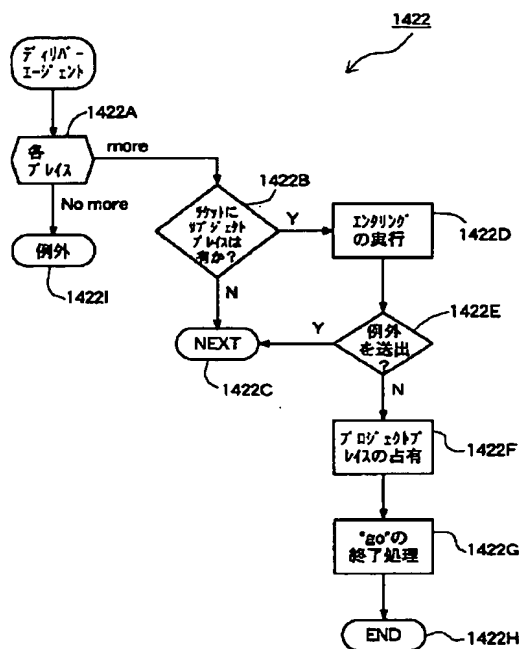 1422
ディリバー
エージェント
1422A
各
プレイス
more
No more
例外
1422I
1422B
チケットに
サブジェクト
プレイスは
有か?
Y
N
エンタリング
の実行
1422D
NEXT
1422C
Y
例外
を送出
?
1422E
N
プロジェクトプ
レイスの占有
1422F
"go"の
終了処理
1422G
END
1422H